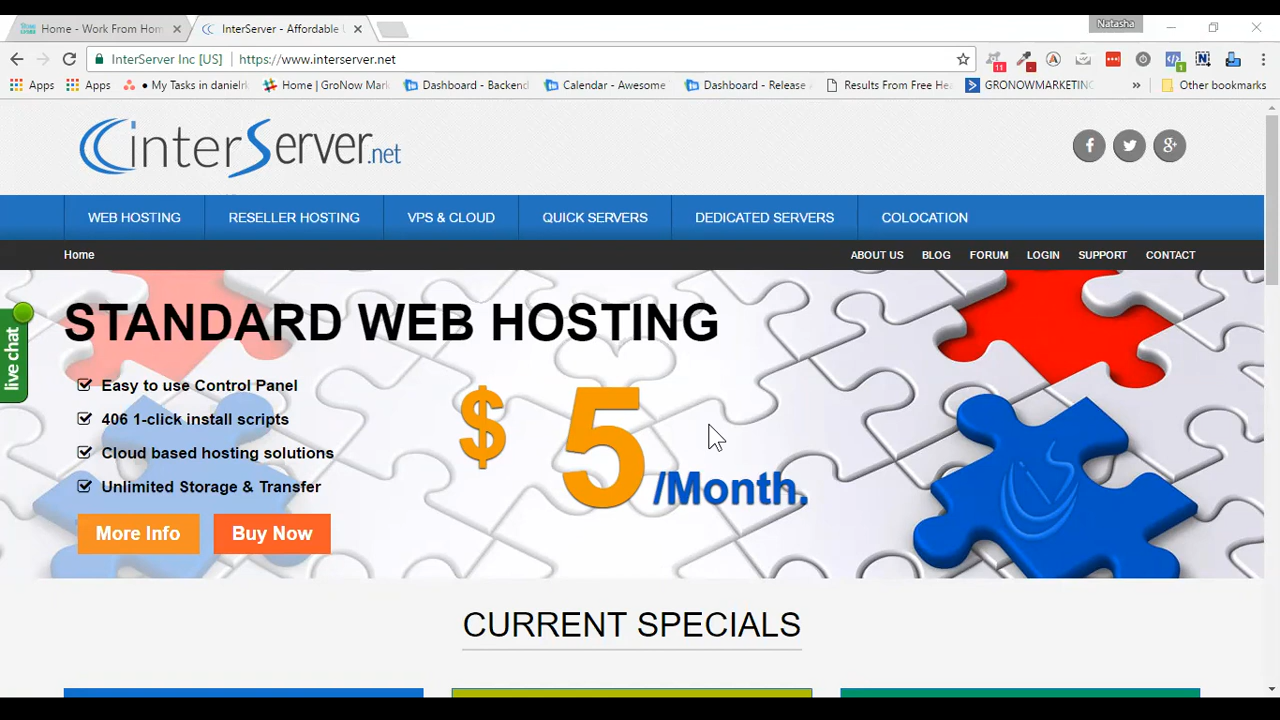 Home - Work From Hom
InterServer - Affordable
Natasha
InterServer Inc [US]
https://www.interserver.net
11
1
Apps
Apps
• My Tasks in danielrk
Home | GroNow Mark
Dashboard - Backend
Calendar - Awesome
Dashboard - Release
Results From Free He
GRONOWMARKETING
»
Other bookmarks
interServer.net
f
g+
WEB HOSTING
RESELLER HOSTING
VPS & CLOUD
QUICK SERVERS
DEDICATED SERVERS
COLOCATION
Home
ABOUT US
BLOG
FORUM
LOGIN
SUPPORT
CONTACT
live chat
STANDARD WEB HOSTING
Easy to use Control Panel
406 1-click install scripts
Cloud based hosting solutions
Unlimited Storage & Transfer
$ 5 /Month.
More Info
Buy Now
CURRENT SPECIALS